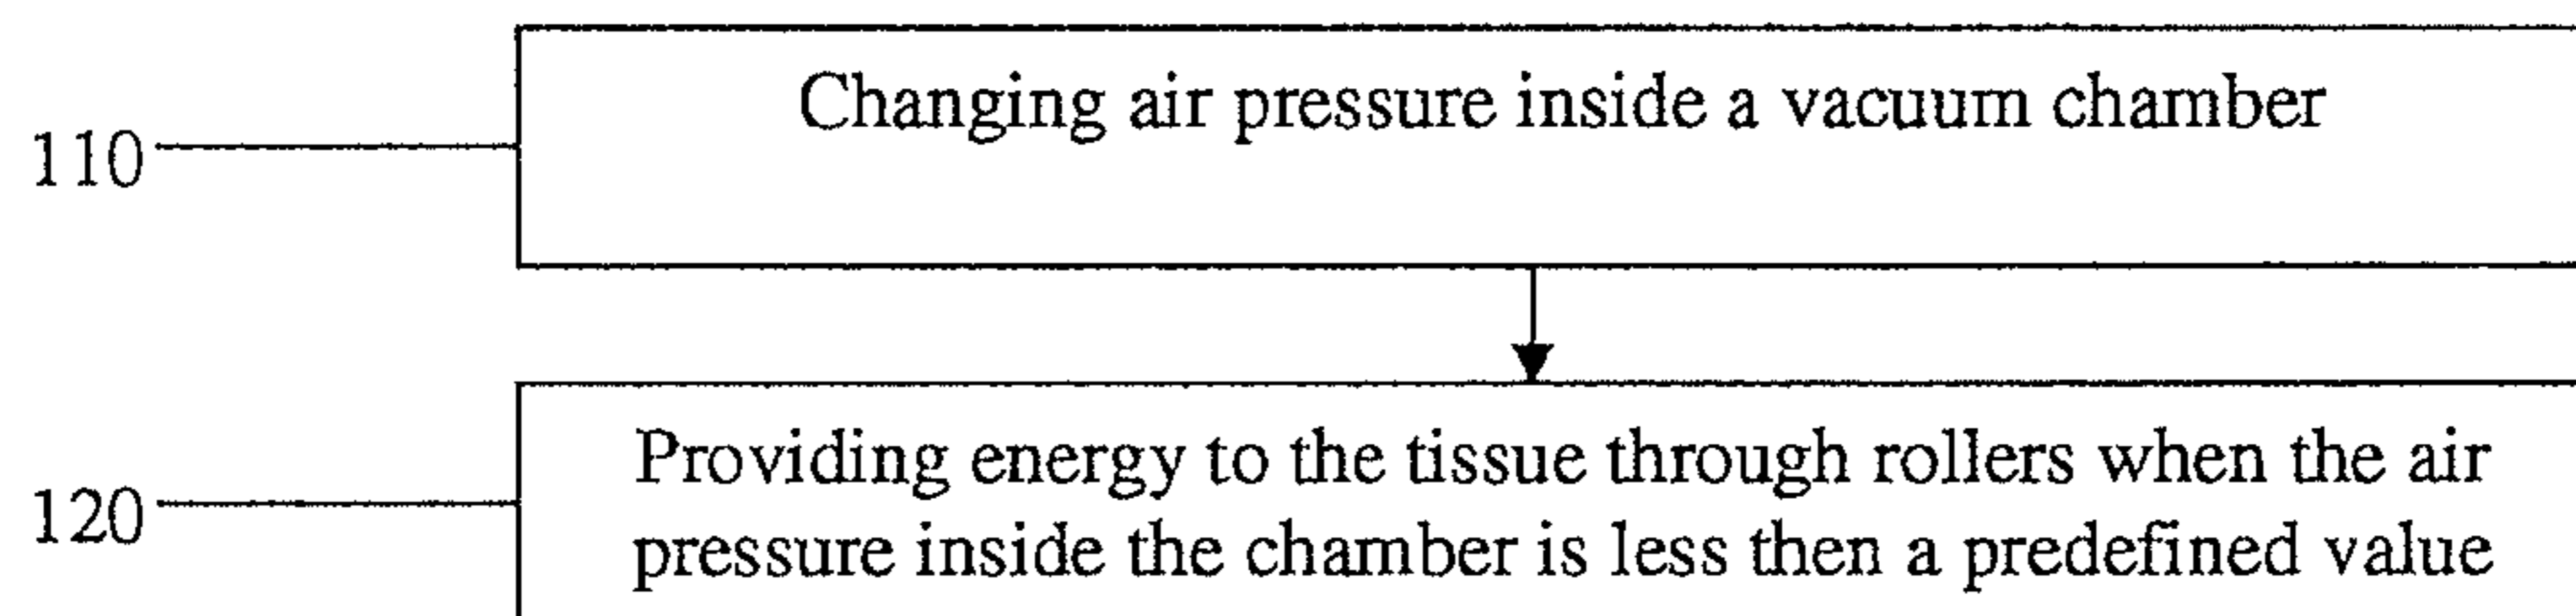 Changing air pressure inside a vacuum chamber
110
Providing energy to the tissue through rollers when the air
120
pressure inside the chamber is less then a predefined value